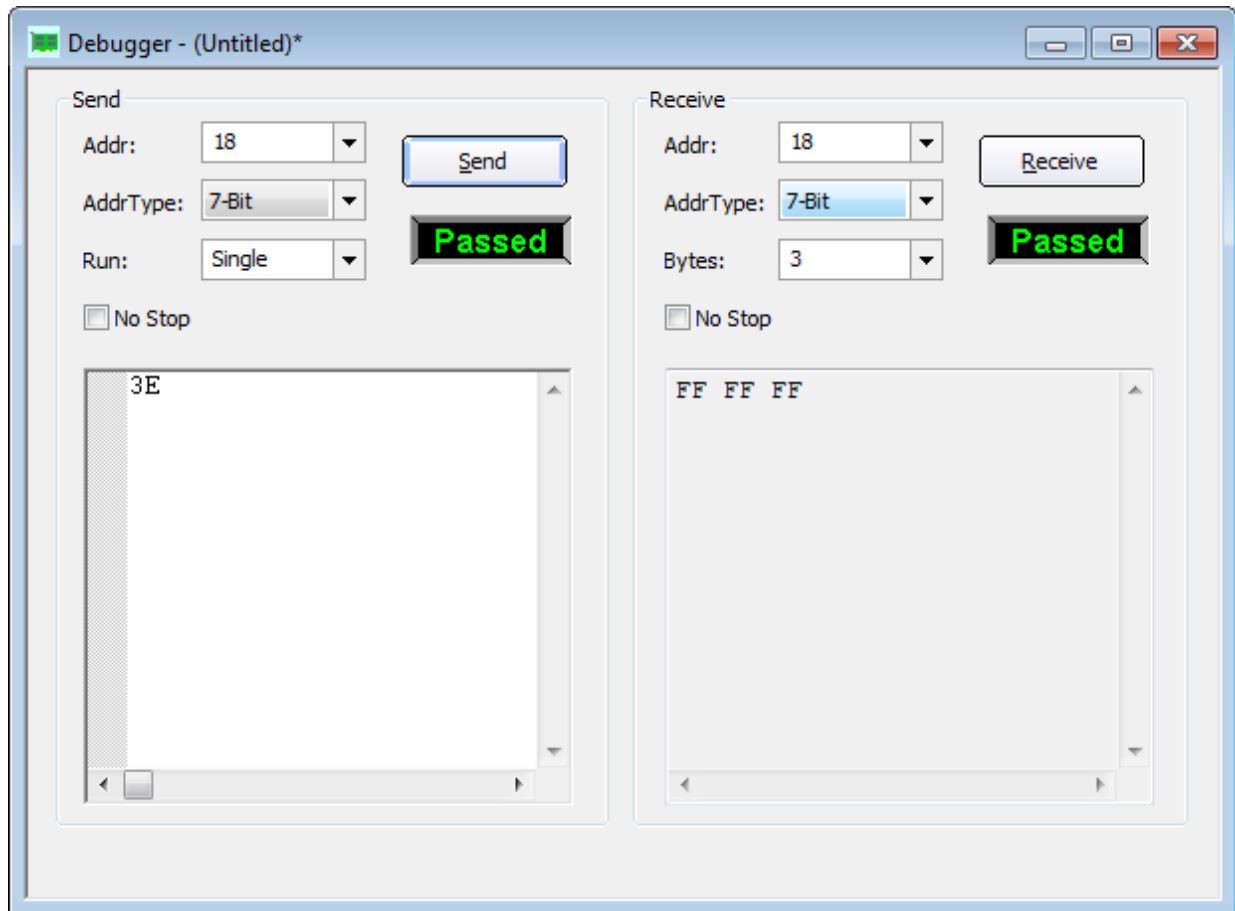 Debugger - (Untitled)*
Send
Addr: 18
Send
AddrType: 7-Bit
Passed
Run: Single
No Stop
3E
Receive
Addr: 18
Receive
AddrType: 7-Bit
Passed
Bytes: 3
No Stop
FF FF FF